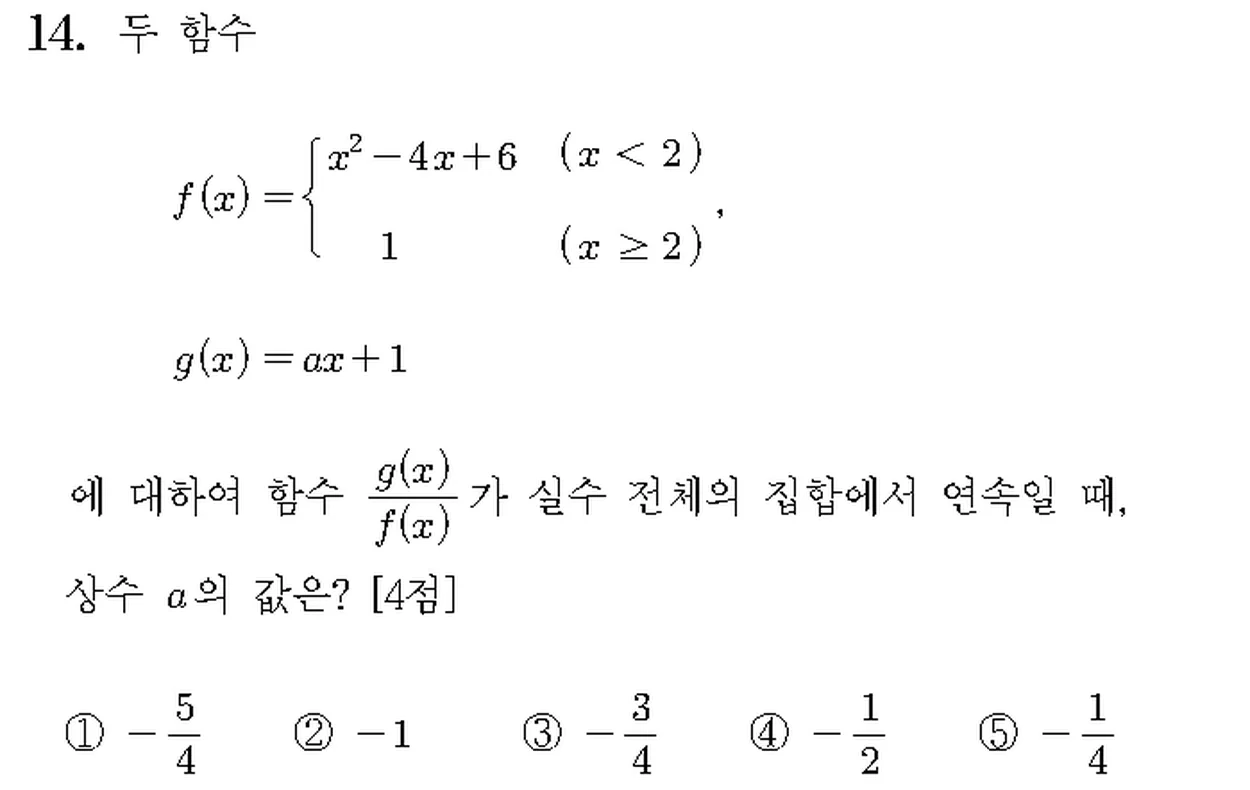 14. 두 함수
f(x) = { x² − 4x + 6 (x < 2)
1 (x ≥ 2) ,
g(x) = ax + 1
에 대하여 함수 g(x)/f(x) 가 실수 전체의 집합에서 연속일 때,
상수 a의 값은? [4점]
① −5/4 ② −1 ③ −3/4 ④ −1/2 ⑤ −1/4